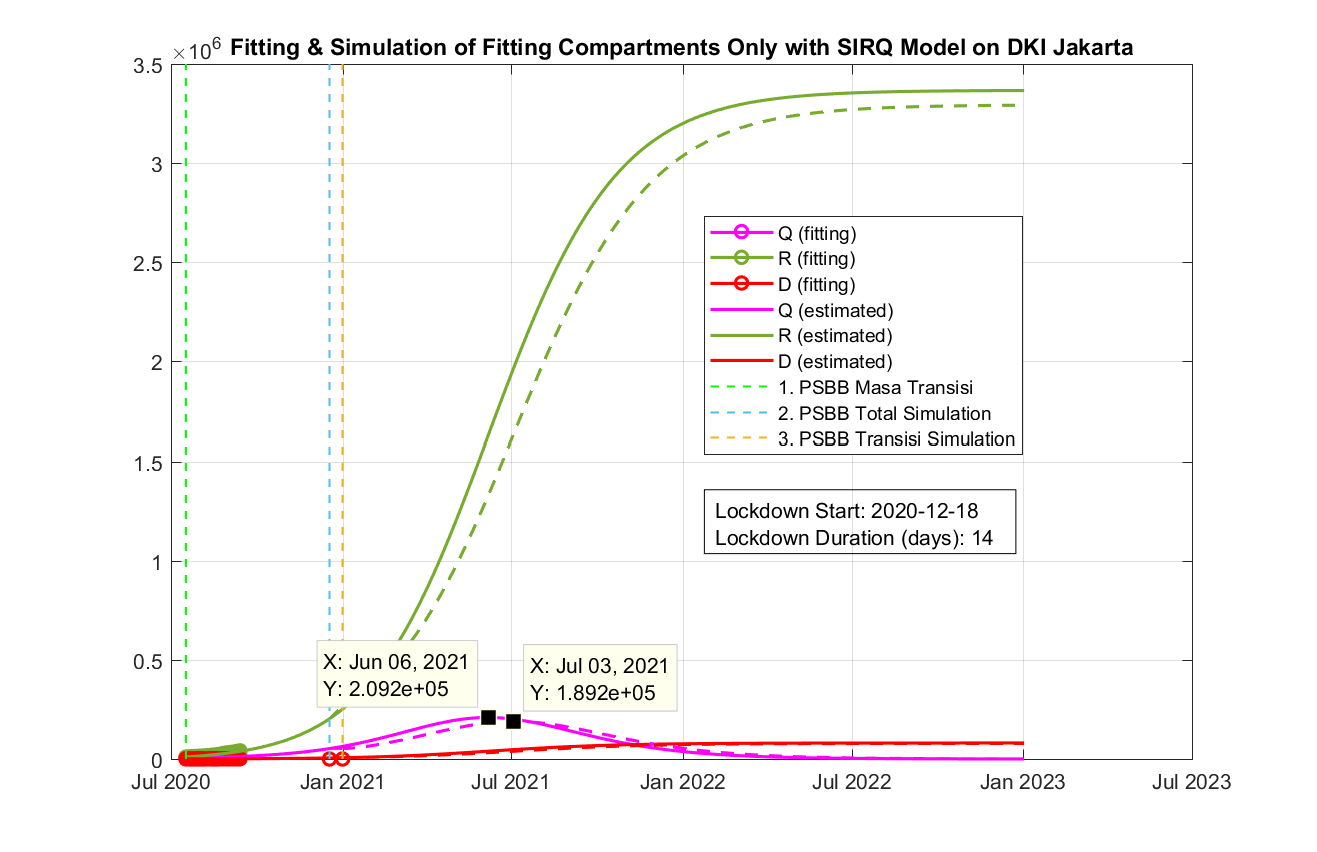 ×10⁶ Fitting & Simulation of Fitting Compartments Only with SIRQ Model on DKI Jakarta
3.5
3
2.5
2
1.5
1
0.5
0
Q (fitting)
R (fitting)
D (fitting)
Q (estimated)
R (estimated)
D (estimated)
1. PSBB Masa Transisi
2. PSBB Total Simulation
3. PSBB Transisi Simulation
Lockdown Start: 2020-12-18
Lockdown Duration (days): 14
X: Jun 06, 2021
Y: 2.092e+05
X: Jul 03, 2021
Y: 1.892e+05
Jul 2020
Jan 2021
Jul 2021
Jan 2022
Jul 2022
Jan 2023
Jul 2023